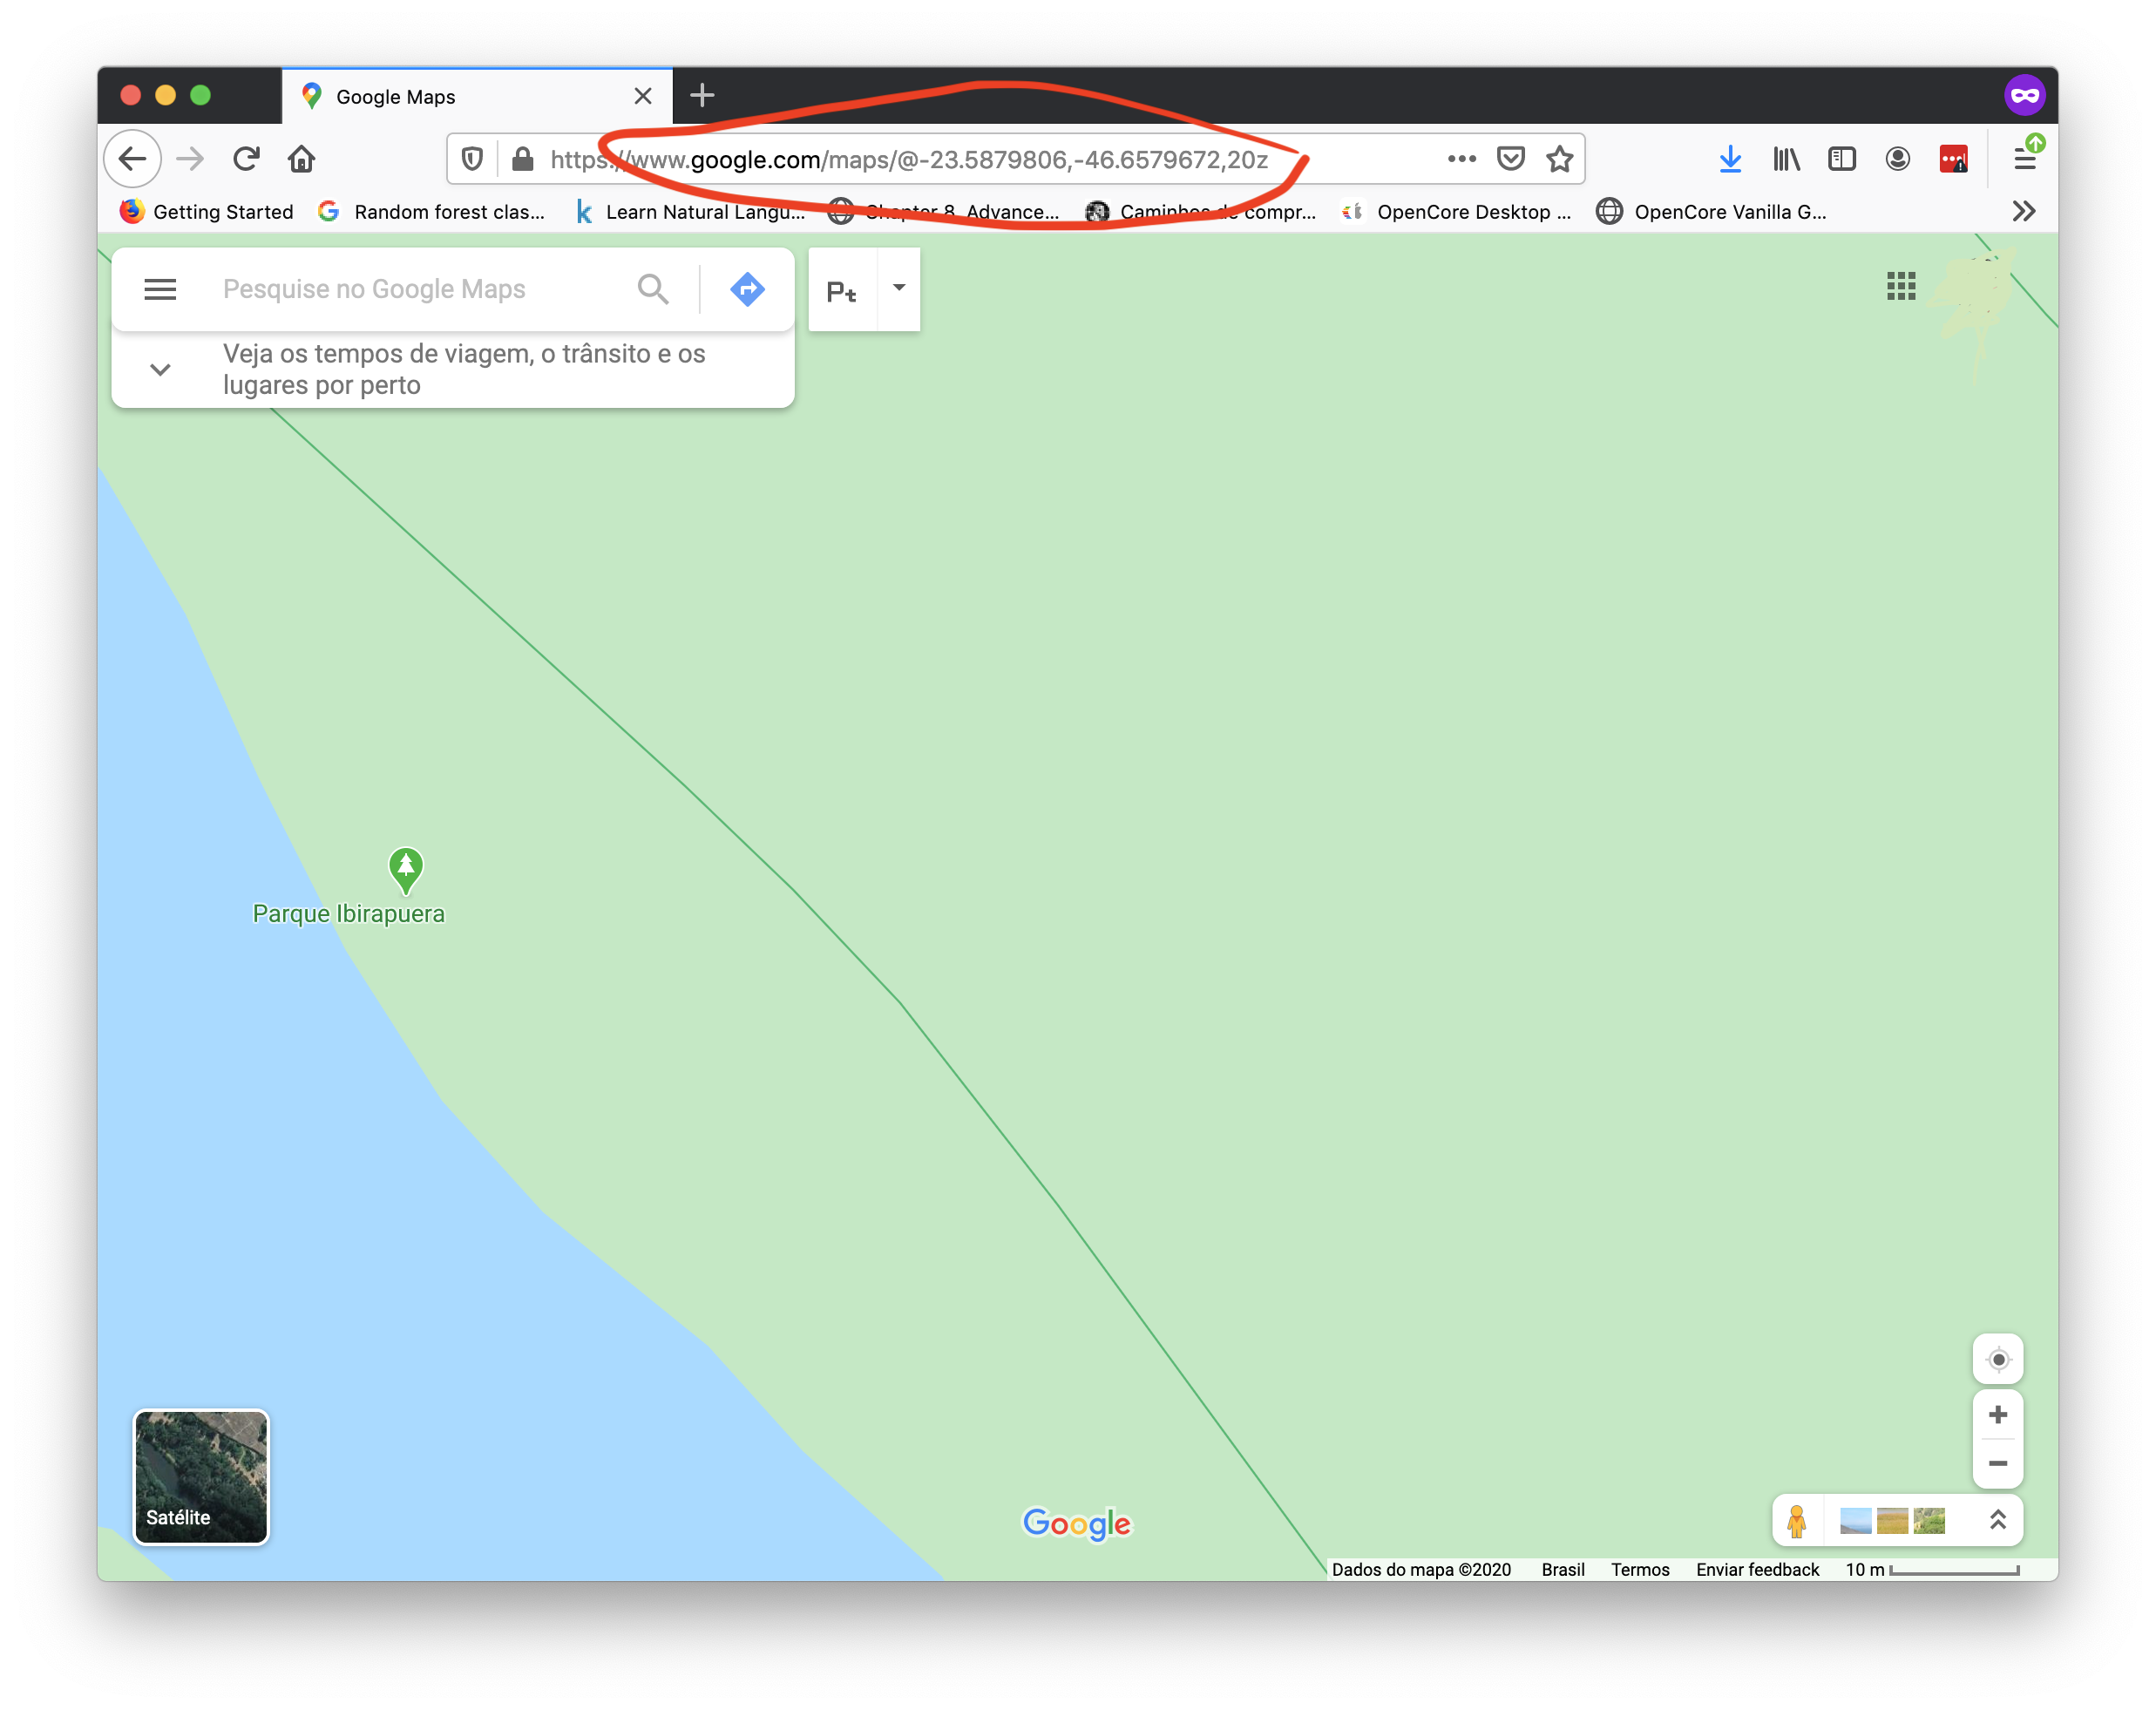 Google Maps
https://www.google.com/maps/@-23.5879806,-46.6579672,20z
Getting Started Random forest clas... Learn Natural Langu... Chapter 8. Advance... Caminhos de compr... OpenCore Desktop ... OpenCore Vanilla G...
Pesquise no Google Maps
Pt
Veja os tempos de viagem, o trânsito e os
lugares por perto
Parque Ibirapuera
Satélite
Google
Dados do mapa ©2020 Brasil Termos Enviar feedback 10 m